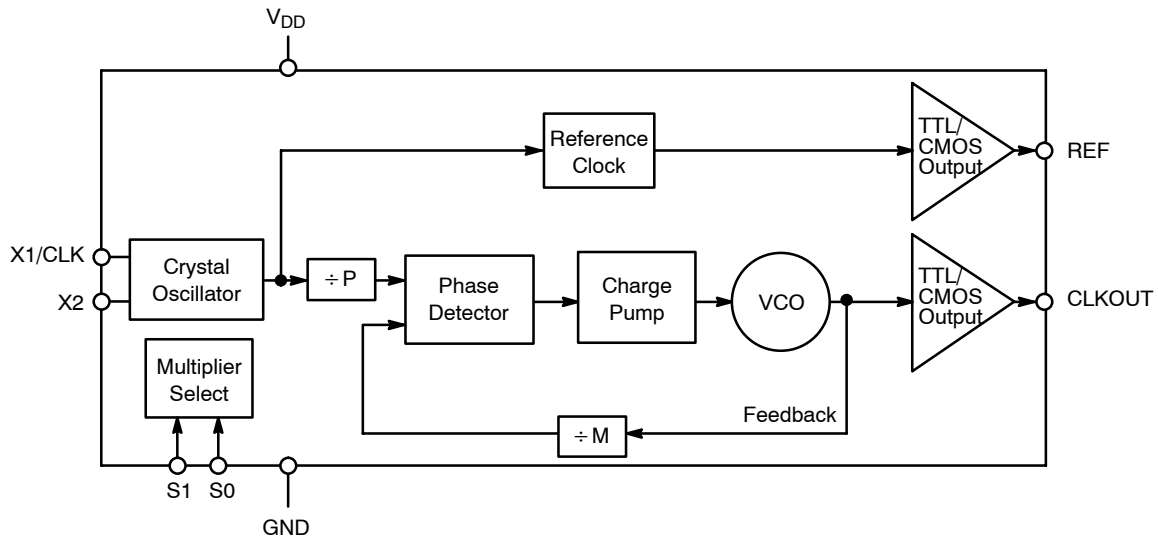 VDD
Reference
Clock
TTL/
CMOS
Output
REF
X1/CLK
X2
Crystal
Oscillator
÷ P
Phase
Detector
Charge
Pump
VCO
TTL/
CMOS
Output
CLKOUT
Multiplier
Select
Feedback
÷ M
S1
S0
GND